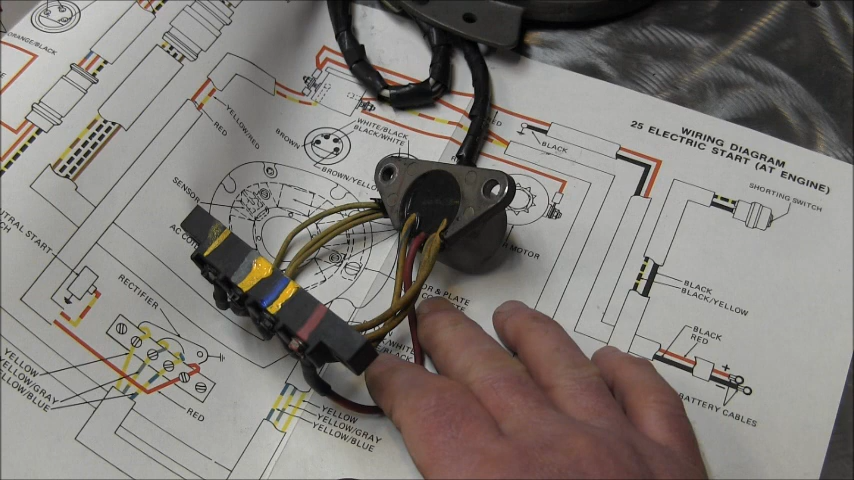 ORANGE/BLACK
WIRING DIAGRAM
25 ELECTRIC START (AT ENGINE)
WHITE/BLACK
BLACK/WHITE
BROWN
YELLOW/RED
RED
BLACK
BROWN/YELLOW
SHORTING SWITCH
SENSOR
MOTOR
START
RECTIFIER
BLACK
BLACK/YELLOW
& PLATE
BLACK
RED
YELLOW
YELLOW/GRAY
YELLOW/BLUE
RED
BATTERY CABLES
+
YELLOW
YELLOW/GRAY
YELLOW/BLUE